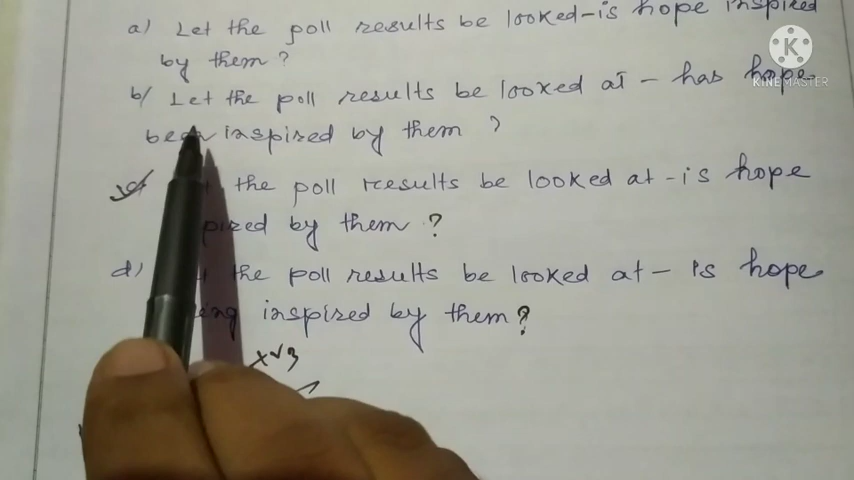 a) Let the poll results be looked-is hope inspired
by them?
KINEMASTER
b) Let the poll results be looked at - has hope
been inspired by them ?
the poll results be looked at -is hope
by them ?
d) the poll results be looked at - is hope
inspired by them?
+V3